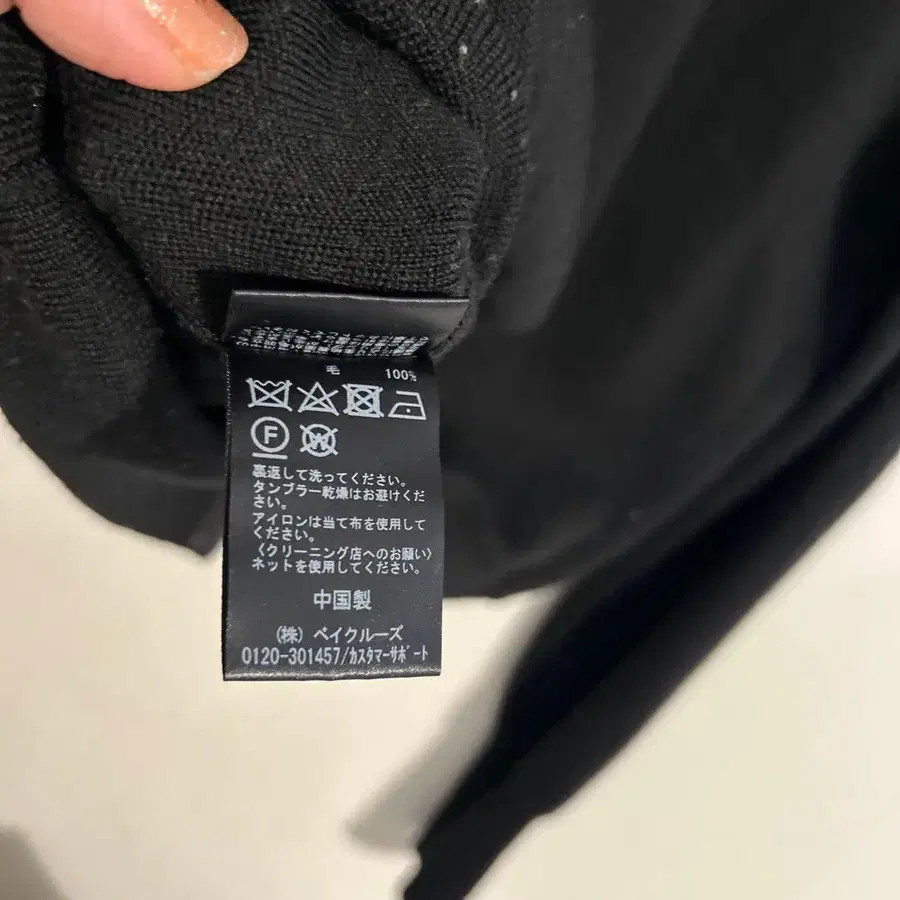 毛 100%
F W
裏返して洗ってください。
タンブラー乾燥はお避けくだ
さい。
アイロンは当て布を使用して
ください。
〈クリーニング店へのお願い〉
ネットを使用してください。
中国製
(株) ベイクルーズ
0120-301457/カスタマーサポート